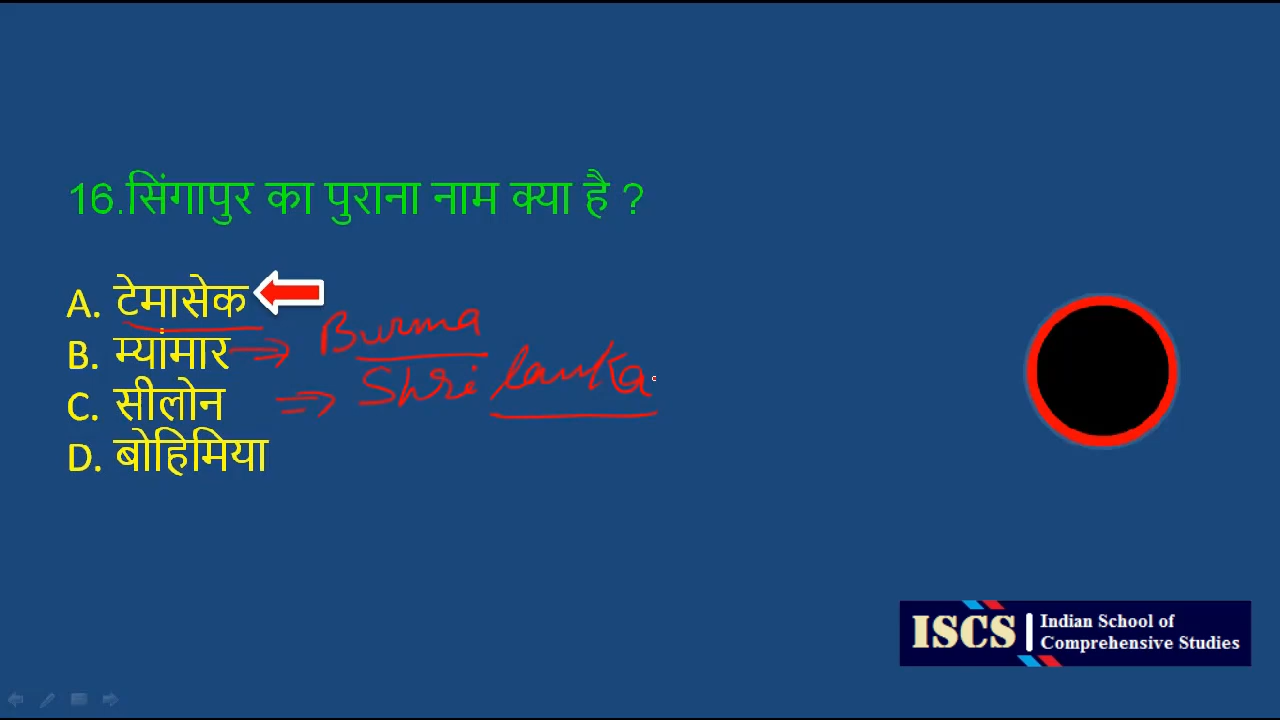 16.सिंगापुर का पुराना नाम क्या है ?
A. टेमासेक
B. म्यांमार → Burma
C. सीलोन ⇒ Shri lanka
D. बोहिमिया
ISCS
Indian School of
Comprehensive Studies